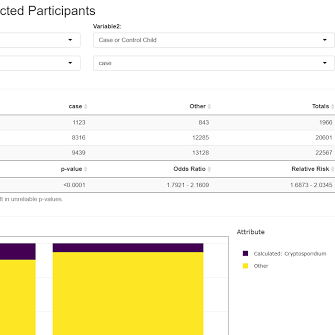 cted Participants
Variable2:
Case or Control Child
case
case Other Totals
1123 843 1966
8316 12285 20601
9439 13128 22567
p-value Odds Ratio Relative Risk
<0.0001 1.7921 - 2.1609 1.6873 - 2.0345
lt in unreliable p-values.
Attribute
Calculated: Cryptosporidium
Other